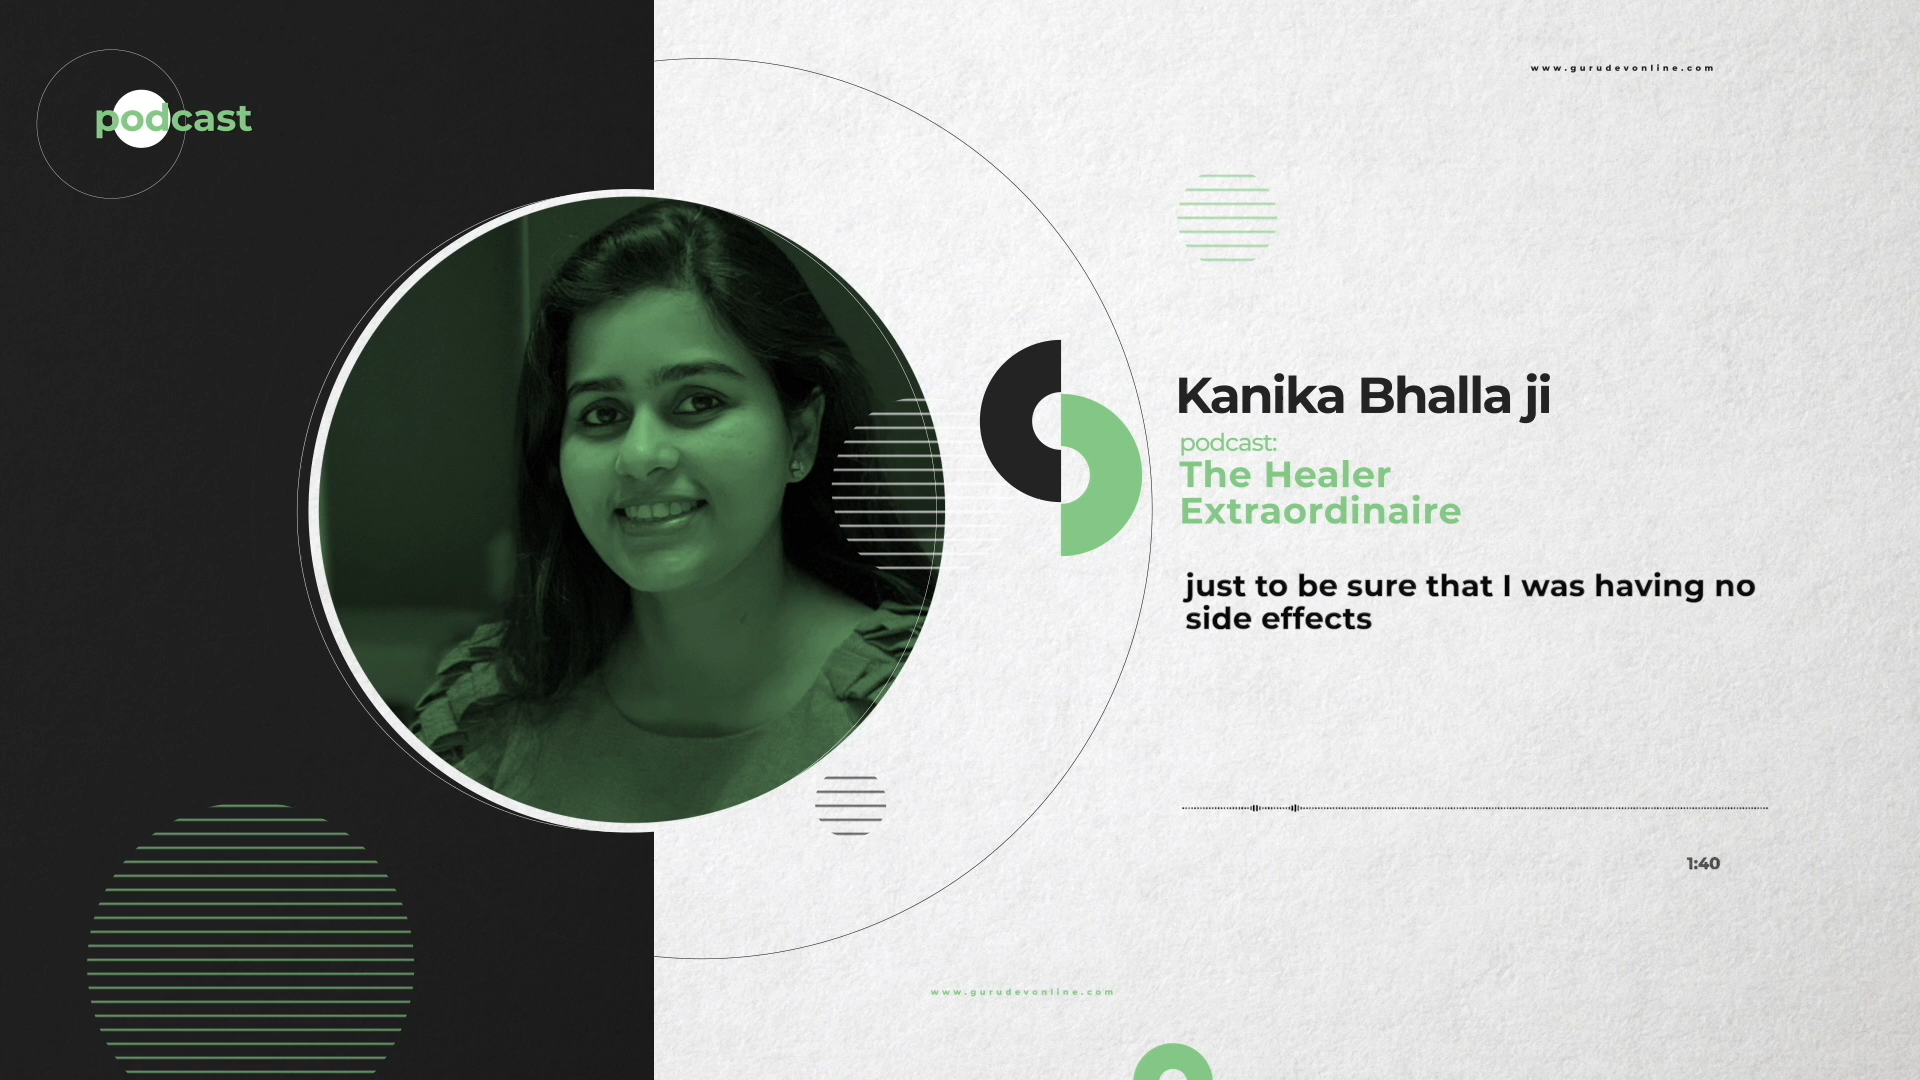 podcast
www.gurudevonline.com
Kanika Bhalla ji
podcast:
The Healer
Extraordinaire
just to be sure that I was having no
side effects
1:40
www.gurudevonline.com